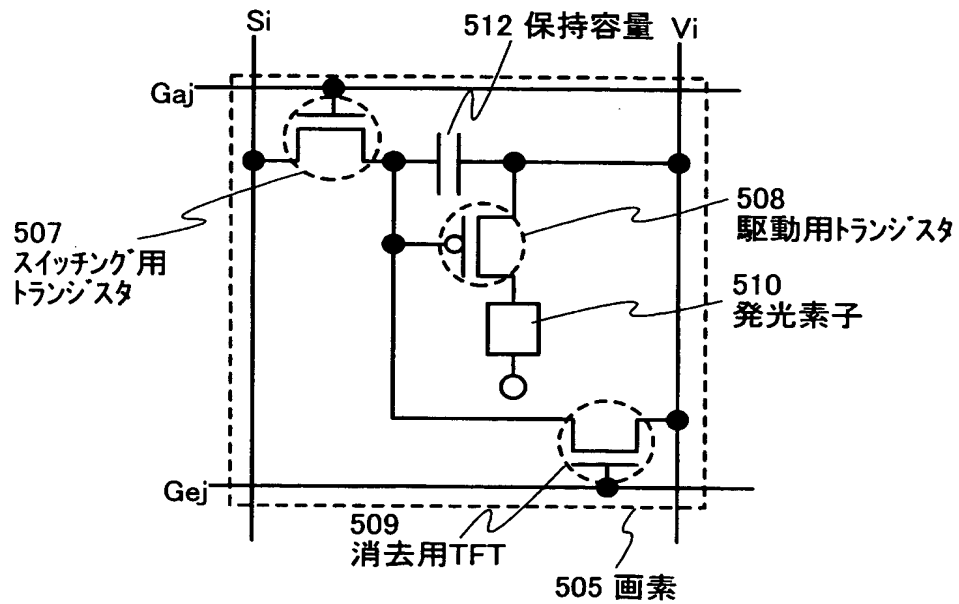 Si
512 保持容量
Vi
Gaj
508
駆動用トランジスタ
507
スイッチング用
トランジスタ
510
発光素子
Gej
509
消去用TFT
505 画素